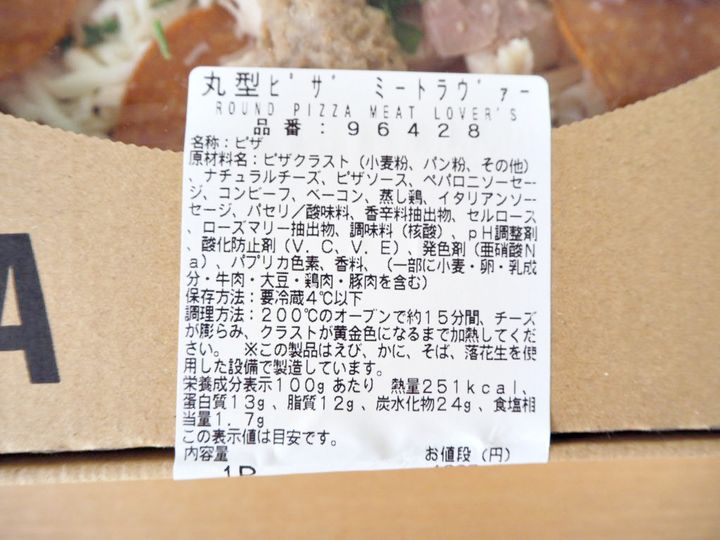 丸型ピザ ミートラヴァー
ROUND PIZZA MEAT LOVER'S
品番：96428
名称：ピザ
原材料名：ピザクラスト（小麦粉、パン粉、その他）
、ナチュラルチーズ、ピザソース、ペパロニソーセー
ジ、コンビーフ、ベーコン、蒸し鶏、イタリアンソー
セージ、パセリ／酸味料、香辛料抽出物、セルロース
、ローズマリー抽出物、調味料（核酸）、pH調整剤
、酸化防止剤（V.C、V.E）、発色剤（亜硝酸N
a）、パプリカ色素、香料、（一部に小麦・卵・乳成
分・牛肉・大豆・鶏肉・豚肉を含む）
保存方法：要冷蔵4℃以下
調理方法：200℃のオーブンで約15分間、チーズ
が膨らみ、クラストが黄金色になるまで加熱してくだ
さい。 ※この製品はえび、かに、そば、落花生を使
用した設備で製造しています。
栄養成分表示100gあたり 熱量251kcal、
蛋白質13g、脂質12g、炭水化物24g、食塩相
当量1.7g
この表示値は目安です。
内容量 お値段（円）
A